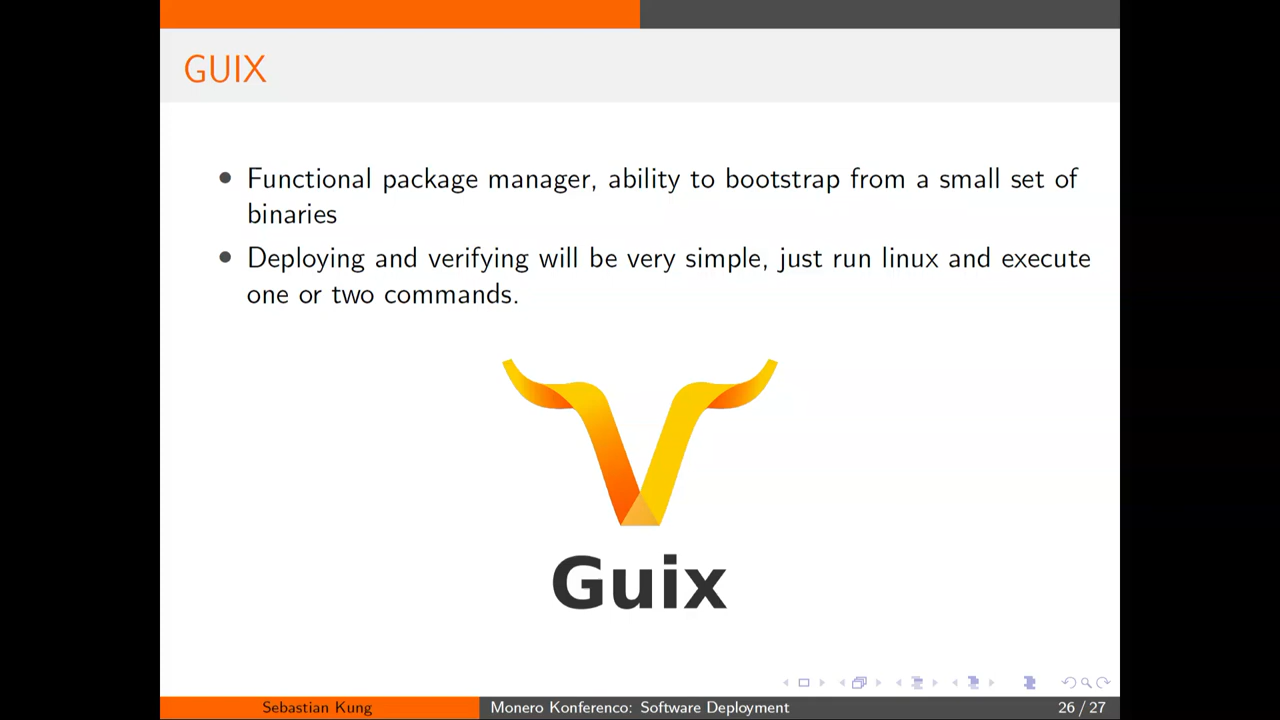 GUIX
Functional package manager, ability to bootstrap from a small set of
binaries
Deploying and verifying will be very simple, just run linux and execute
one or two commands.
Guix
Sebastian Kung
Monero Konferenco: Software Deployment
26 / 27